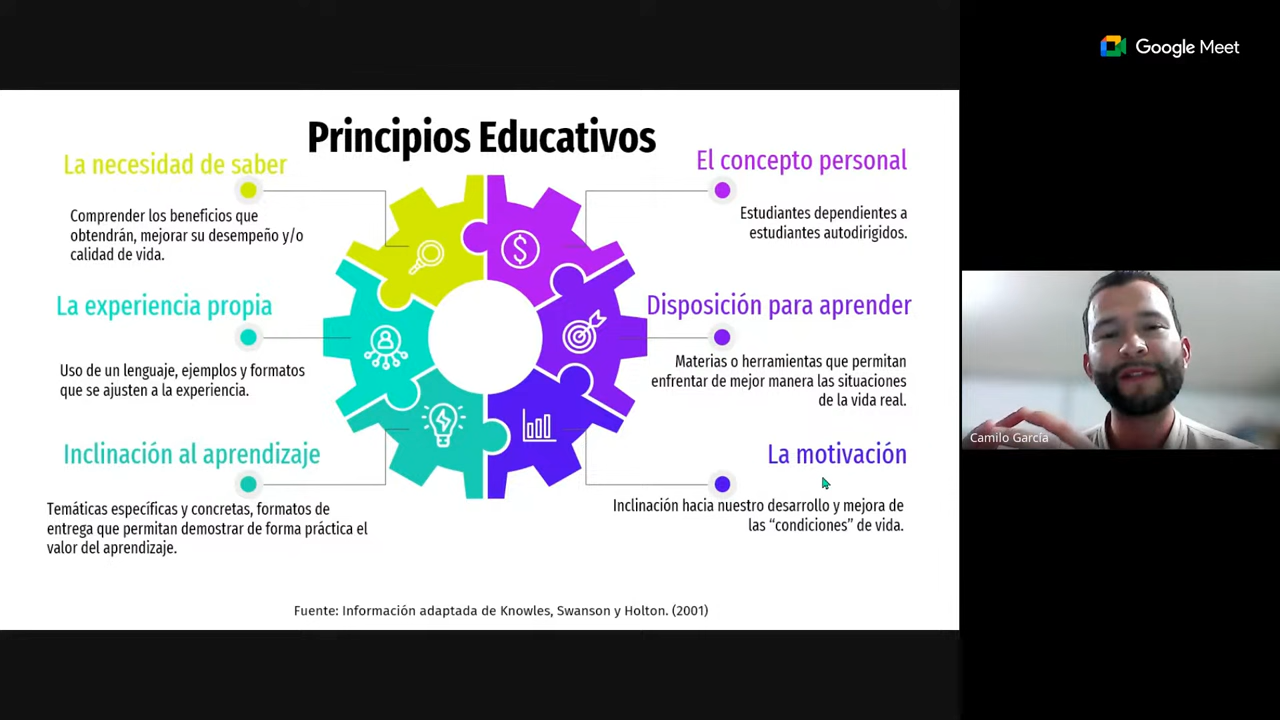 Google Meet
Principios Educativos
La necesidad de saber
Comprender los beneficios que
obtendrán, mejorar su desempeño y/o
calidad de vida.
La experiencia propia
Uso de un lenguaje, ejemplos y formatos
que se ajusten a la experiencia.
Inclinación al aprendizaje
Temáticas específicas y concretas, formatos de
entrega que permitan demostrar de forma práctica el
valor del aprendizaje.
El concepto personal
Estudiantes dependientes a
estudiantes autodirigidos.
Disposición para aprender
Materias o herramientas que permitan
enfrentar de mejor manera las situaciones
de la vida real.
La motivación
Inclinación hacia nuestro desarrollo y mejora de
las “condiciones” de vida.
Fuente: Información adaptada de Knowles, Swanson y Holton. (2001)
Camilo García